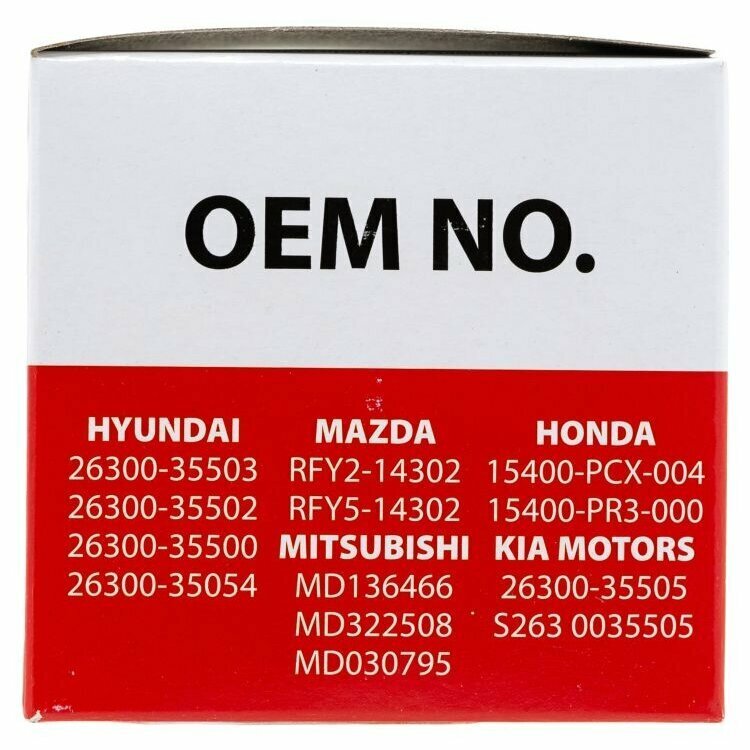 OEM NO.
HYUNDAI
26300-35503
26300-35502
26300-35500
26300-35054
MAZDA
RFY2-14302
RFY5-14302
MITSUBISHI
MD136466
MD322508
MD030795
HONDA
15400-PCX-004
15400-PR3-000
KIA MOTORS
26300-35505
S263 0035505